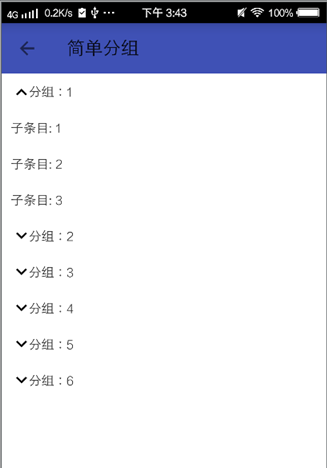 4G 0.2K/s 下午 3:43 100%
简单分组
分组：1
子条目: 1
子条目: 2
子条目: 3
分组：2
分组：3
分组：4
分组：5
分组：6